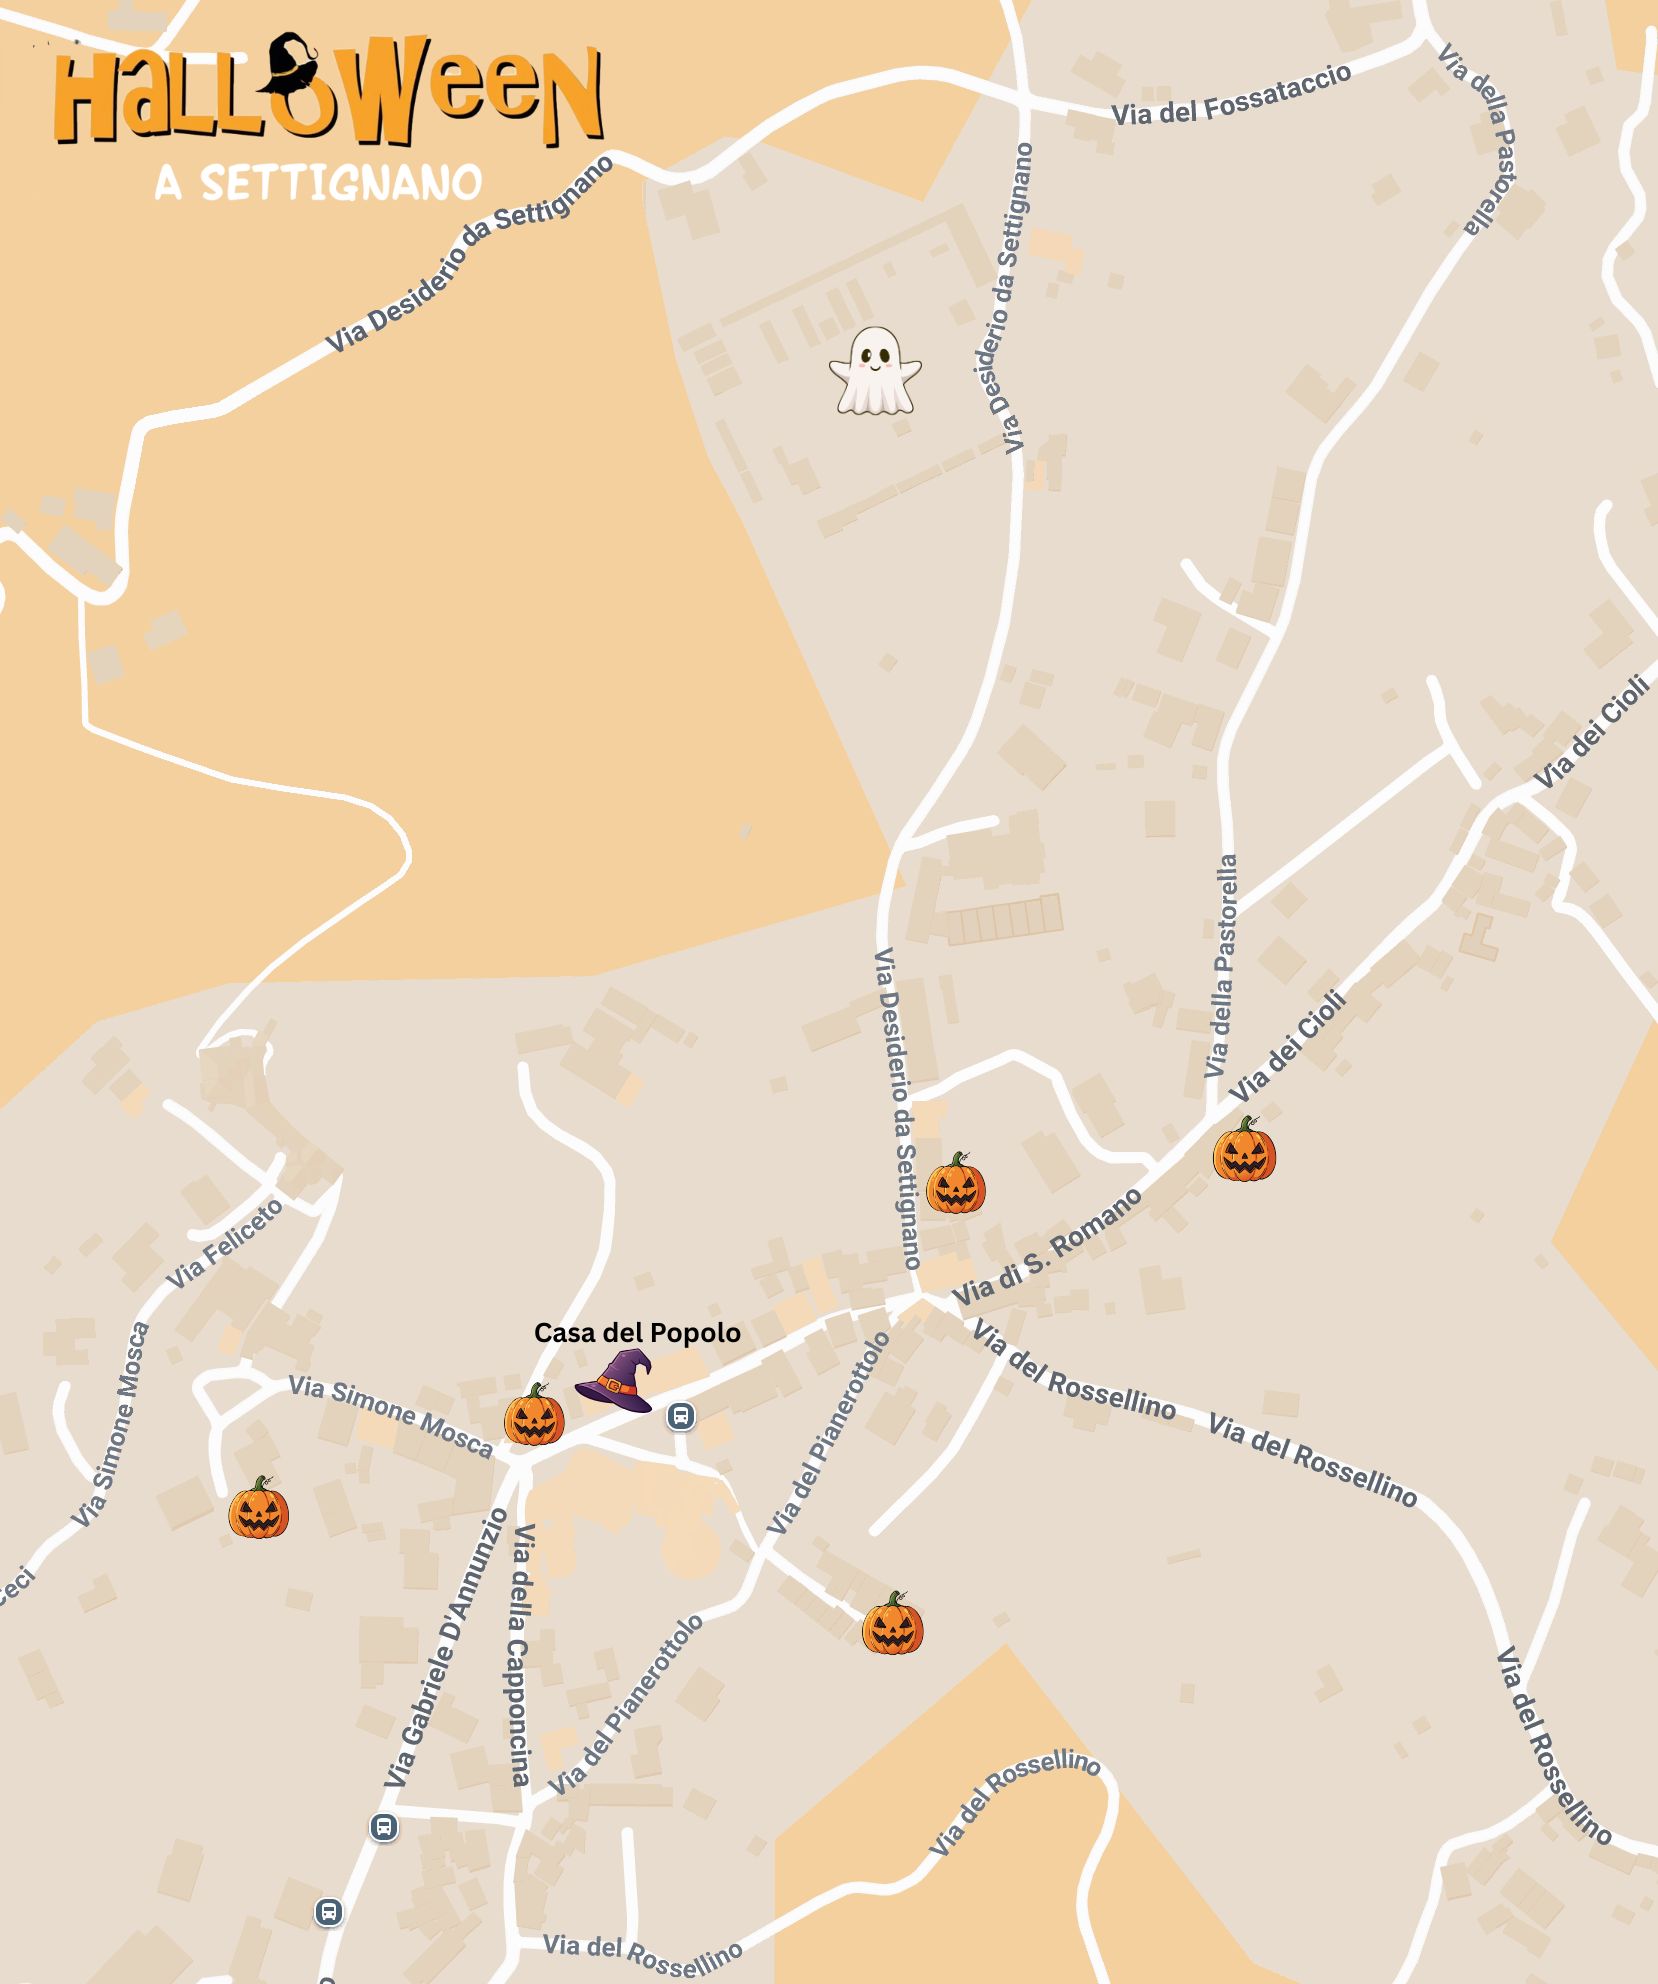 HALLOWEEN
A SETTIGNANO
Via del Fossataccio
Via della Pastorella
Via Desiderio da Settignano
Via Desiderio da Settignano
Via dei Cioli
Via della Pastorella
Via Desiderio da Settignano
Via dei Cioli
Via di S. Romano
Via Feliceto
Via Simone Mosca
Casa del Popolo
Via Simone Mosca
Via del Pianerottolo
Via del Rossellino
Via del Rossellino
Via Gabriele D'Annunzio
Via della Capponcina
Via del Pianerottolo
Via del Rossellino
Via del Rossellino
Via del Rossellino